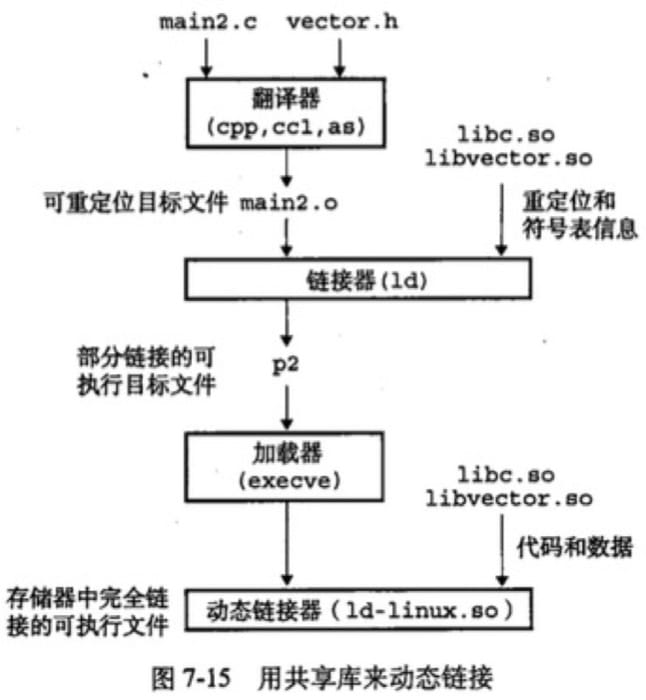 main2.c vector.h
翻译器
(cpp,cc1,as)
libc.so
libvector.so
可重定位目标文件 main2.o
重定位和
符号表信息
链接器(ld)
部分链接的可
执行目标文件
p2
加载器
(execve)
libc.so
libvector.so
代码和数据
存储器中完全链
接的可执行文件
动态链接器（ld-linux.so）
图 7-15 用共享库来动态链接